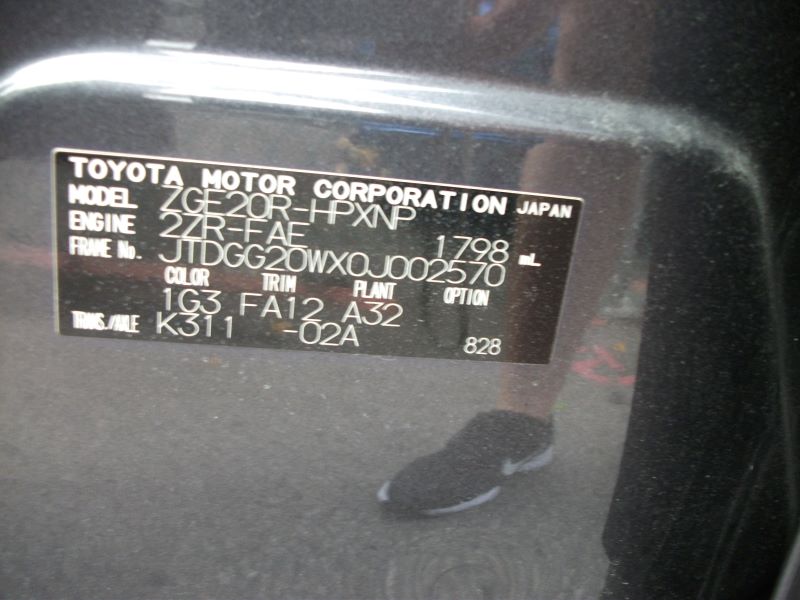 TOYOTA MOTOR CORPORATION JAPAN
MODEL ZGE20R-HPXNP
ENGINE 2ZR-FAE 1798 mL
FRAME No. JTDGG20WX0J002570
COLOR TRIM PLANT OPTION
1G3 FA12 A32
TRANS./AXLE K311 -02A
828